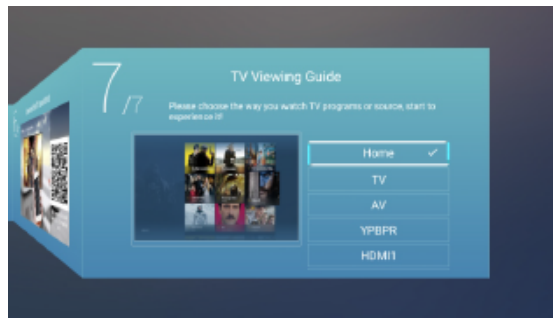 7/7
TV Viewing Guide
Please choose the way you watch TV programs or source, start to
experience it!
Home
TV
AV
YPBPR
HDMI1